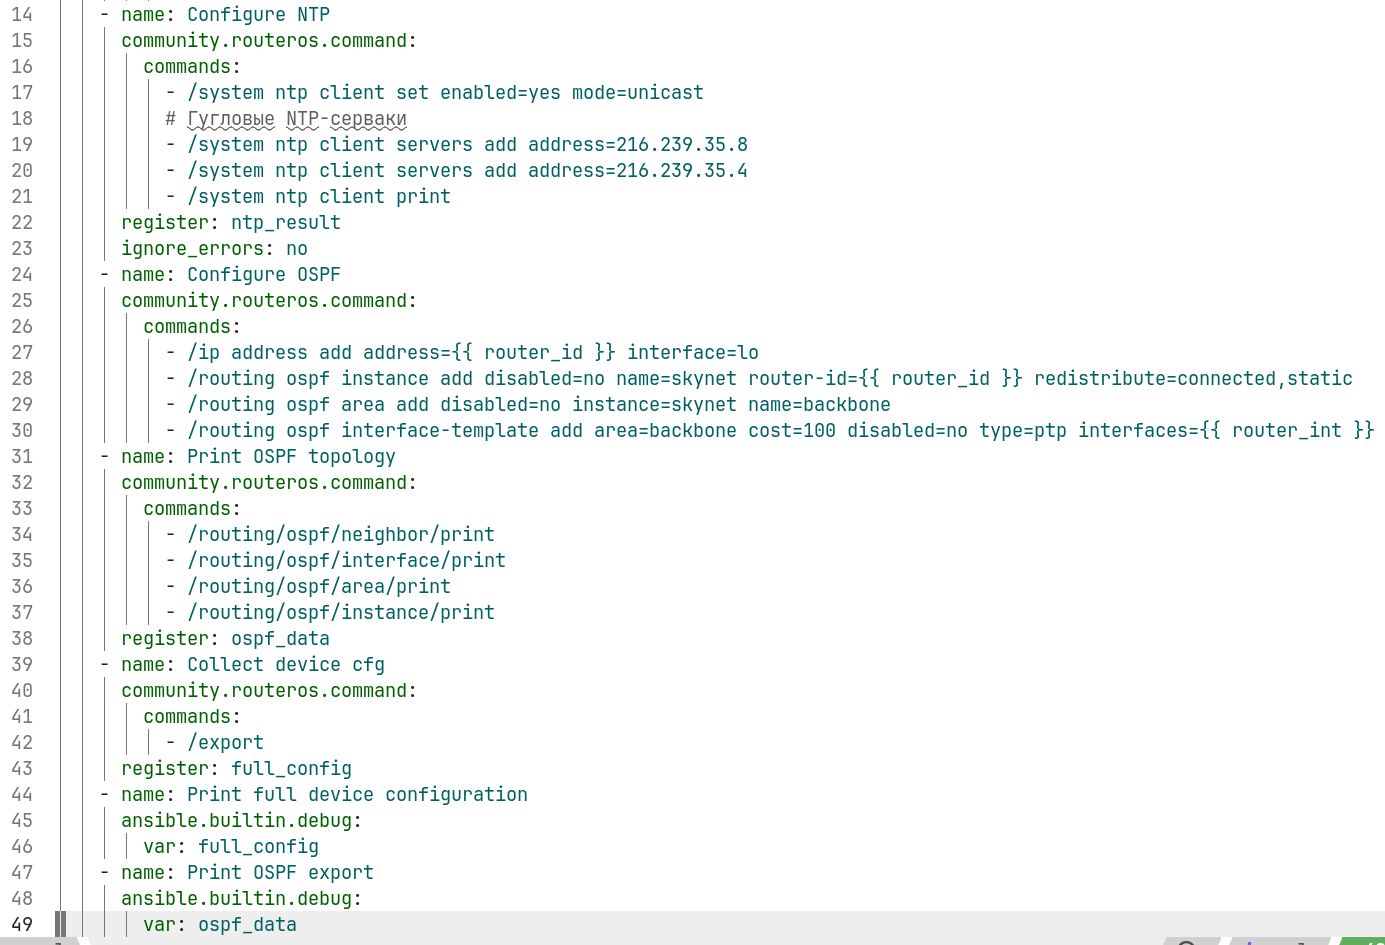 14 - name: Configure NTP
15 community.routeros.command:
16 commands:
17 - /system ntp client set enabled=yes mode=unicast
18 # Гугловые NTP-серваки
19 - /system ntp client servers add address=216.239.35.8
20 - /system ntp client servers add address=216.239.35.4
21 - /system ntp client print
22 register: ntp_result
23 ignore_errors: no
24 - name: Configure OSPF
25 community.routeros.command:
26 commands:
27 - /ip address add address={{ router_id }} interface=lo
28 - /routing ospf instance add disabled=no name=skynet router-id={{ router_id }} redistribute=connected,static
29 - /routing ospf area add disabled=no instance=skynet name=backbone
30 - /routing ospf interface-template add area=backbone cost=100 disabled=no type=ptp interfaces={{ router_int }}
31 - name: Print OSPF topology
32 community.routeros.command:
33 commands:
34 - /routing/ospf/neighbor/print
35 - /routing/ospf/interface/print
36 - /routing/ospf/area/print
37 - /routing/ospf/instance/print
38 register: ospf_data
39 - name: Collect device cfg
40 community.routeros.command:
41 commands:
42 - /export
43 register: full_config
44 - name: Print full device configuration
45 ansible.builtin.debug:
46 var: full_config
47 - name: Print OSPF export
48 ansible.builtin.debug:
49 var: ospf_data